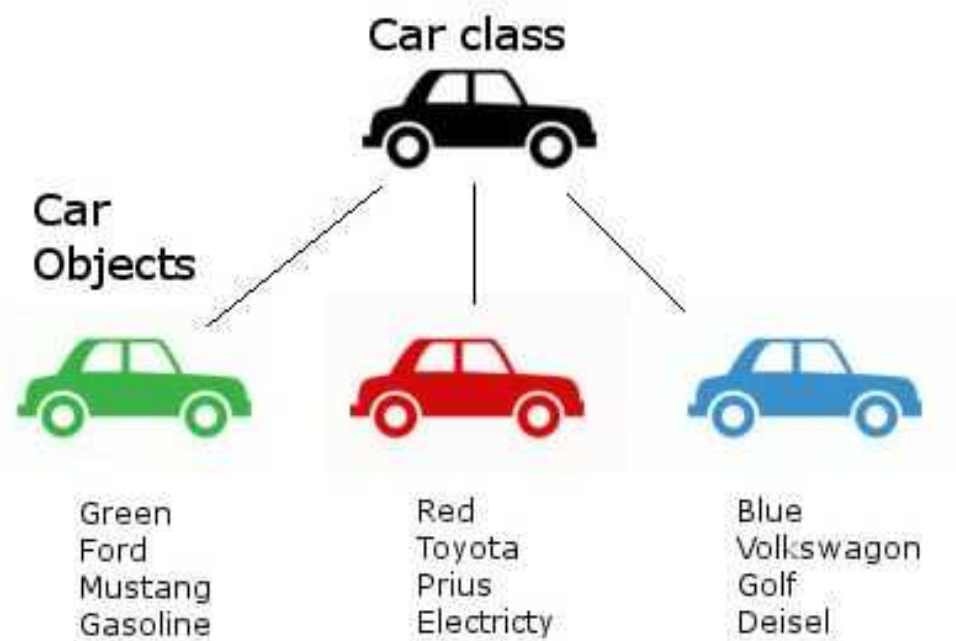 Car class
Car
Objects
Green
Ford
Mustang
Gasoline
Red
Toyota
Prius
Electricty
Blue
Volkswagon
Golf
Deisel